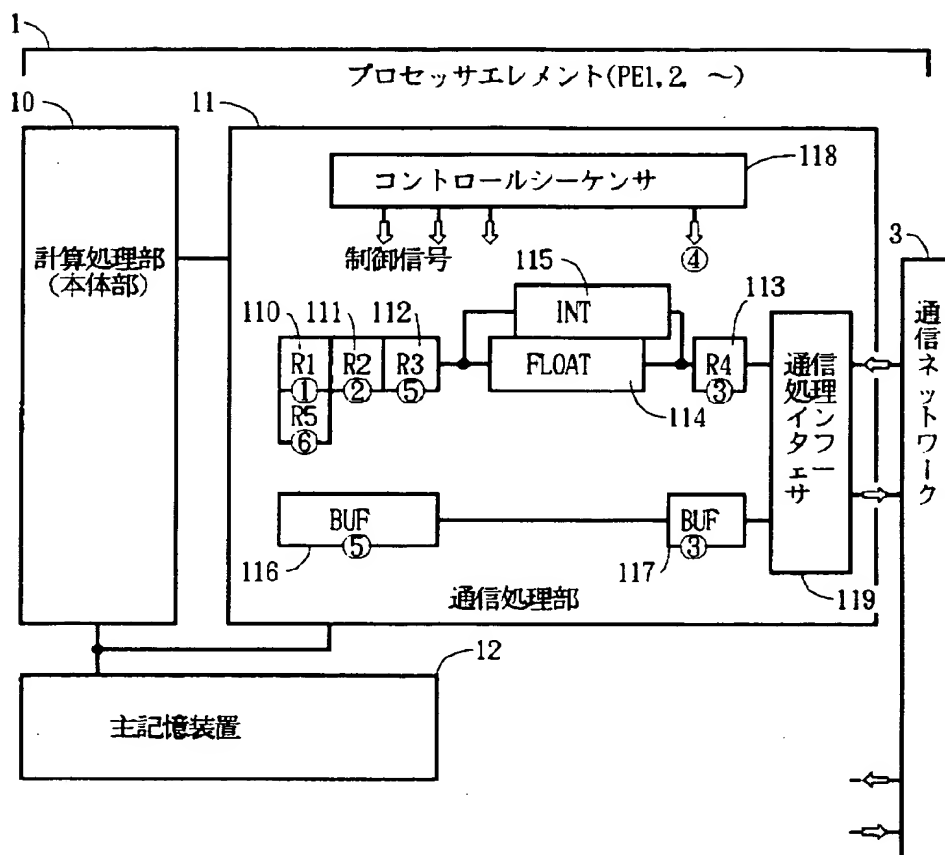 1
プロセッサエレメント(PE1,2, ～)
10
11
118
コントロールシーケンサ
制御信号
④
3
計算処理部
(本体部)
115
113
110
111
112
INT
R1
R2
R3
FLOAT
R4
①
②
⑤
③
114
R5
⑥
通信処理インターフェサ
通信ネットワーク
BUF
BUF
⑤
③
116
117
119
通信処理部
12
主記憶装置